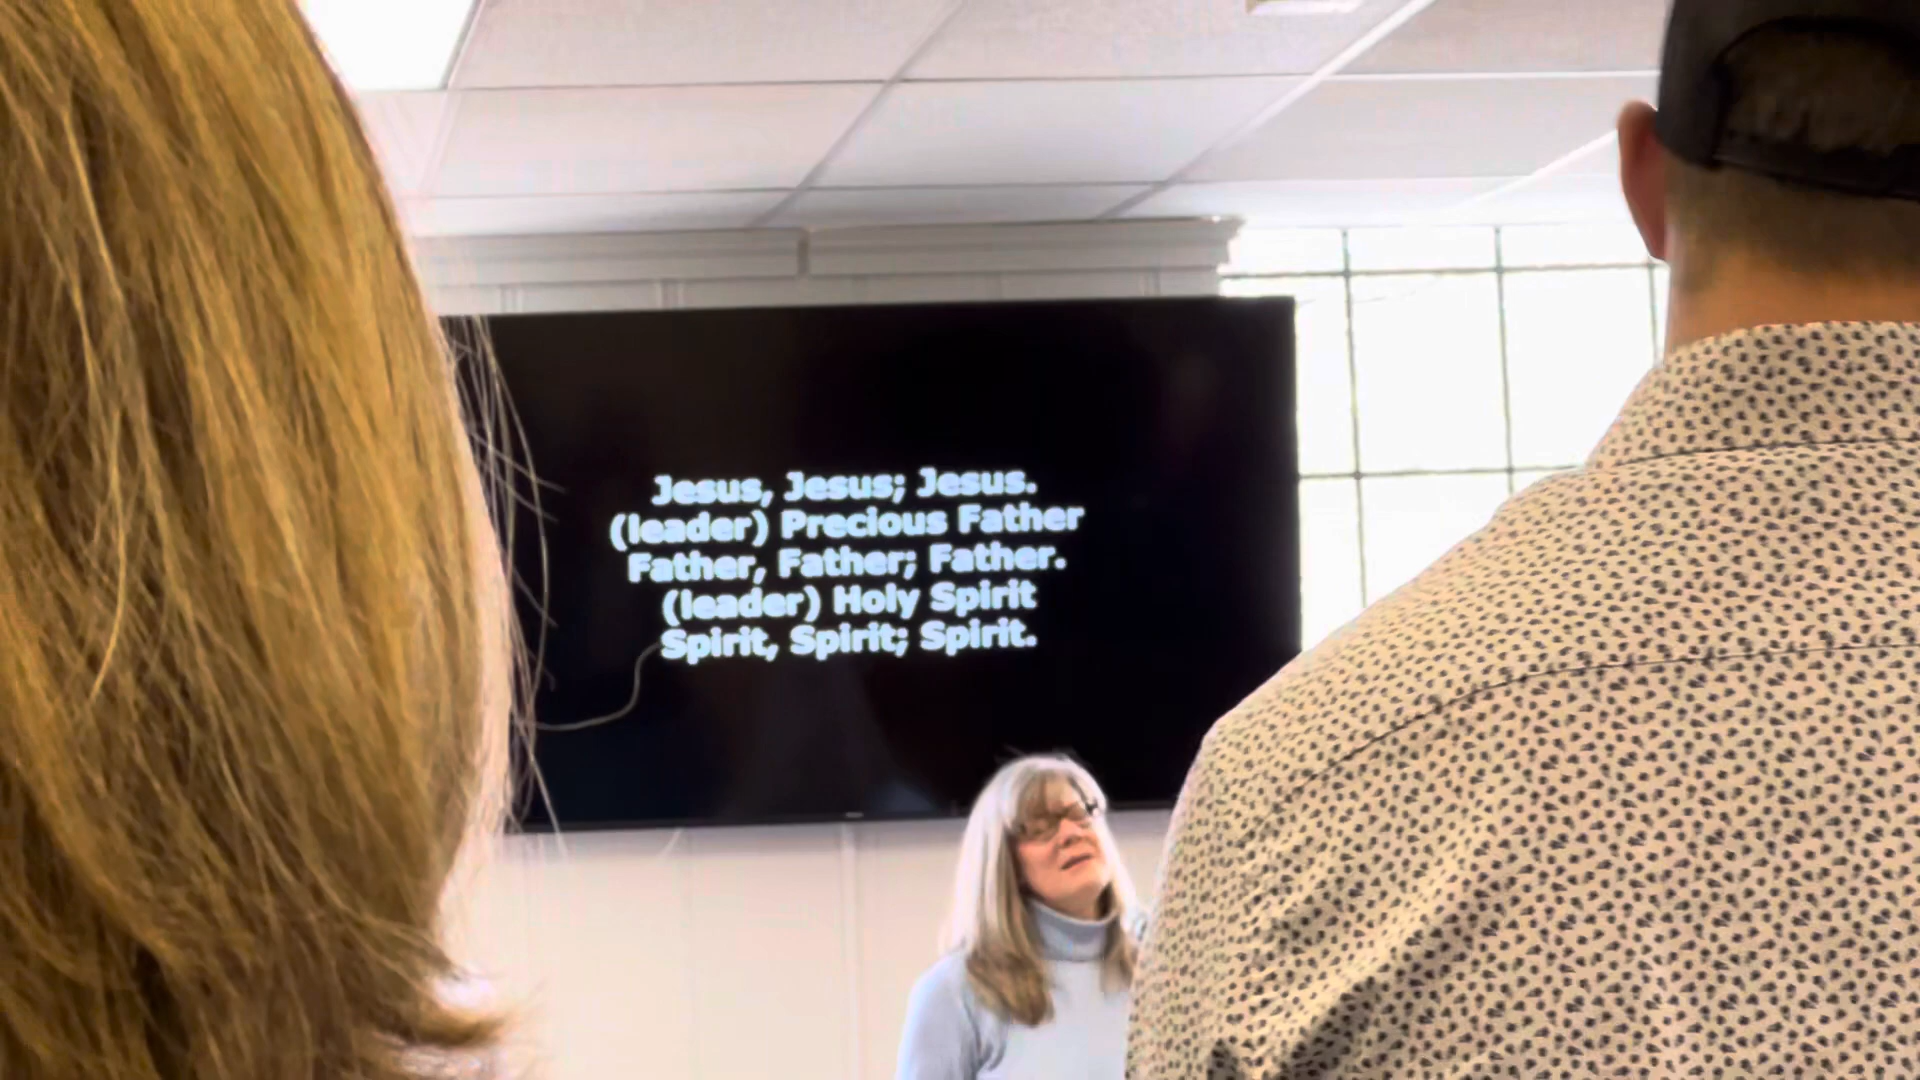 Jesus, Jesus; Jesus.
(leader) Precious Father
Father, Father; Father.
(leader) Holy Spirit
Spirit, Spirit; Spirit.